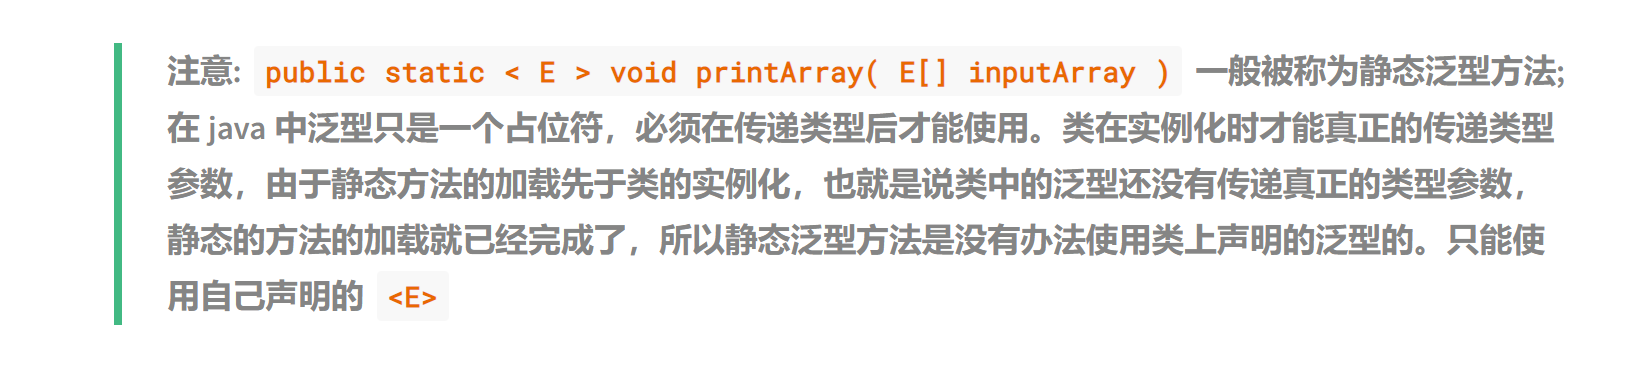 注意: public static < E > void printArray( E[] inputArray ) 一般被称为静态泛型方法;
在 java 中泛型只是一个占位符，必须在传递类型后才能使用。类在实例化时才能真正的传递类型
参数，由于静态方法的加载先于类的实例化，也就是说类中的泛型还没有传递真正的类型参数，
静态的方法的加载就已经完成了，所以静态泛型方法是没有办法使用类上声明的泛型的。只能使
用自己声明的 <E>